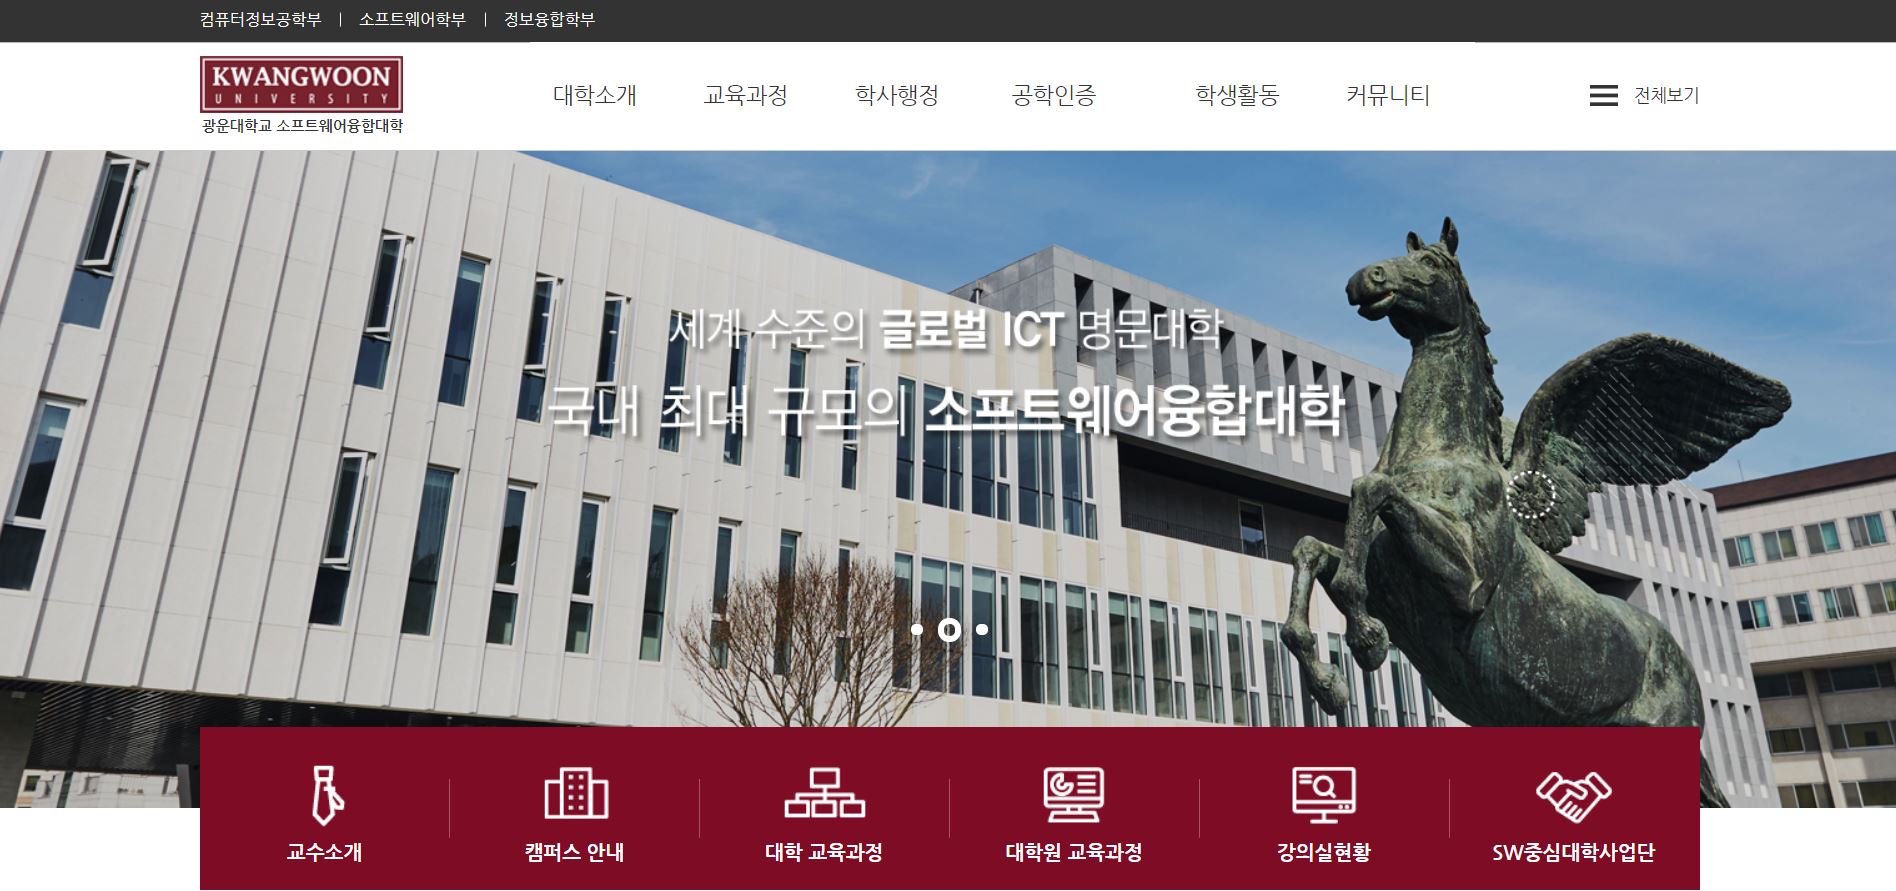 컴퓨터정보공학부 | 소프트웨어학부 | 정보융합학부
KWANGWOON
UNIVERSITY
광운대학교 소프트웨어융합대학
대학소개 교육과정 학사행정 공학인증 학생활동 커뮤니티 전체보기
세계 수준의 글로벌 ICT 명문대학
국내 최대 규모의 소프트웨어융합대학
교수소개 캠퍼스 안내 대학 교육과정 대학원 교육과정 강의실현황 SW중심대학사업단